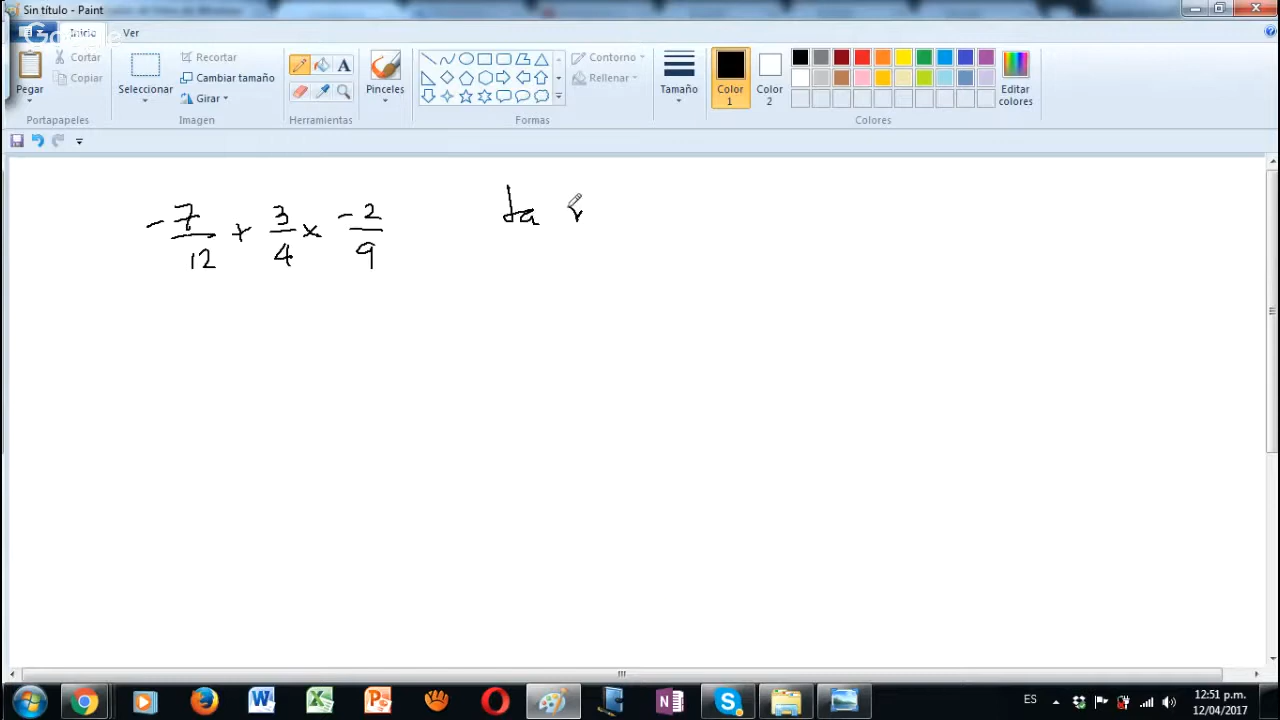 Sin título - Paint
Inicio Ver
Pegar
Cortar
Copiar
Portapapeles
Seleccionar
Recortar
Cambiar tamaño
Girar
Imagen
A
Herramientas
Pinceles
Contorno
Rellenar
Formas
Tamaño
Color 1
Color 2
Editar colores
Colores
- 7/12 + 3/4 x -2/9
ES
12:51 p.m.
12/04/2017